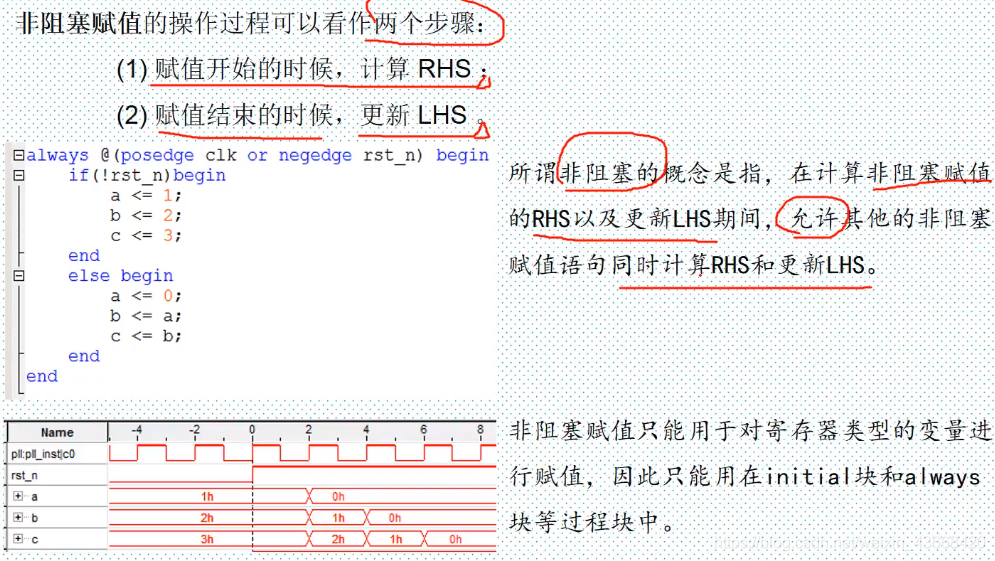 非阻塞赋值的操作过程可以看作两个步骤：
(1) 赋值开始的时候，计算 RHS ；
(2) 赋值结束的时候，更新 LHS 。
always @(posedge clk or negedge rst_n) begin
if(!rst_n)begin
a <= 1;
b <= 2;
c <= 3;
end
else begin
a <= 0;
b <= a;
c <= b;
end
end
所谓非阻塞的概念是指，在计算非阻塞赋值
的RHS以及更新LHS期间，允许其他的非阻塞
赋值语句同时计算RHS和更新LHS。
Name -4 -2 0 2 4 6 8
pll:pll_inst|c0
rst_n
a 1h 0h
b 2h 1h 0h
c 3h 2h 1h 0h
非阻塞赋值只能用于对寄存器类型的变量进
行赋值，因此只能用在initial块和always
块等过程块中。